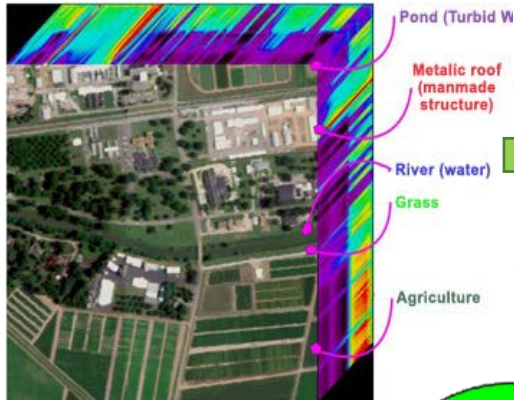 Pond (Turbid W
Metalic roof
(manmade
structure)
River (water)
Grass
Agriculture